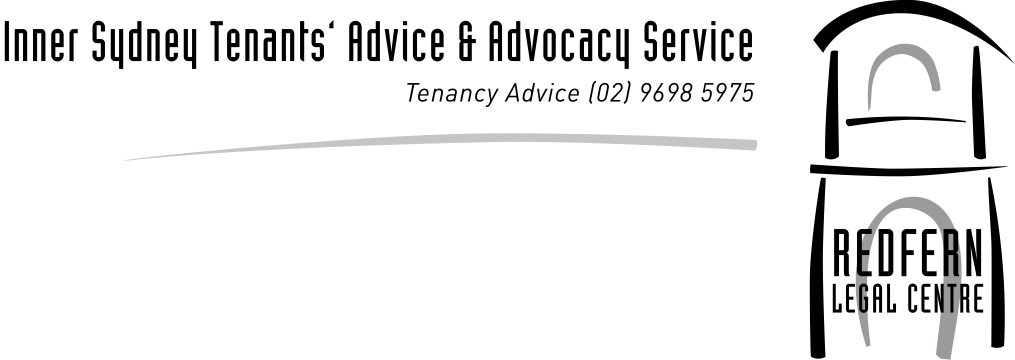 Inner Sydney Tenants‘ Advice & Advocacy Service
Tenancy Advice (02) 9698 5975
REDFERN
LEGAL CENTRE